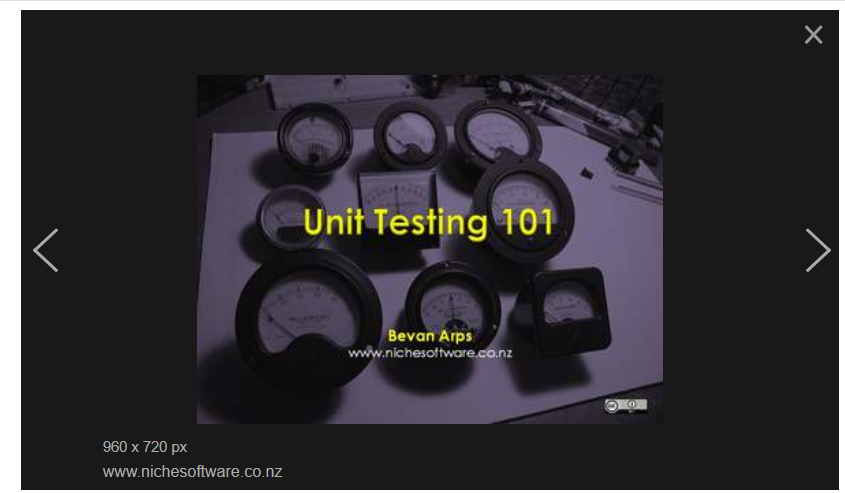 Unit Testing 101
Bevan Arps
www.nichesoftware.co.nz
960 x 720 px
www.nichesoftware.co.nz